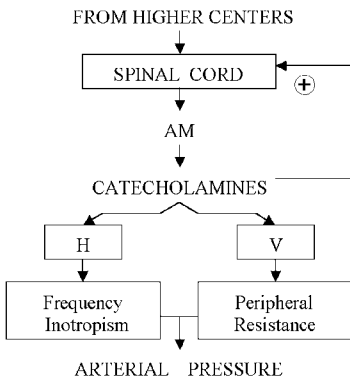 FROM HIGHER CENTERS
SPINAL CORD
+
AM
CATECHOLAMINES
H
V
Frequency
Inotropism
Peripheral
Resistance
ARTERIAL PRESSURE